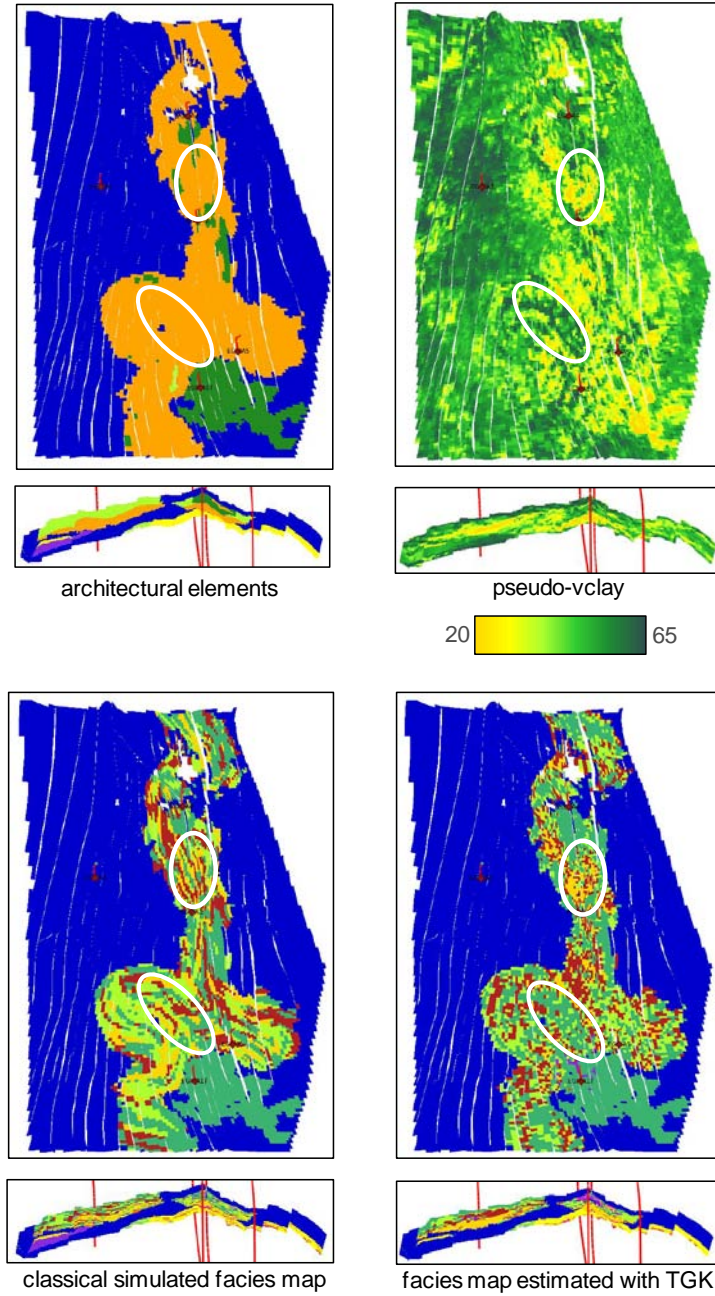 architectural elements
pseudo-vclay
20
65
classical simulated facies map
facies map estimated with TGK